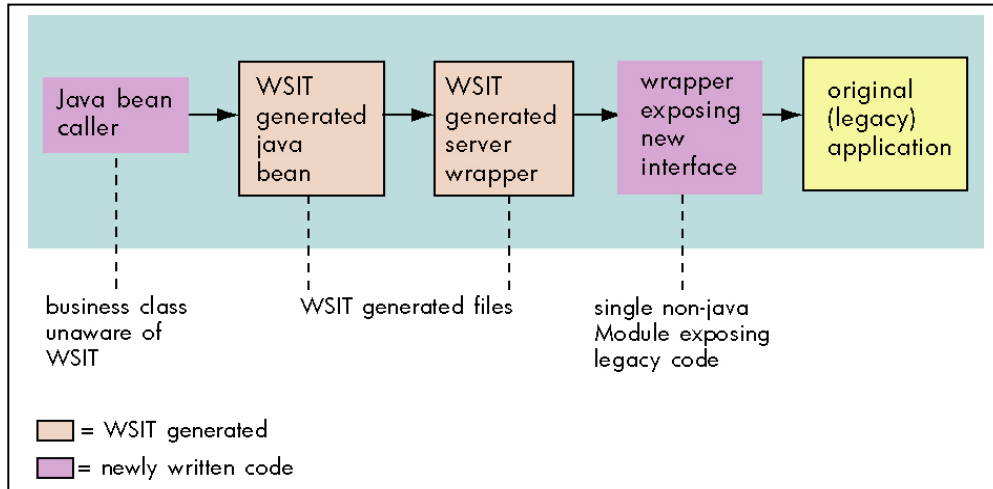 Java bean
caller
WSIT
generated
java
bean
WSIT
generated
server
wrapper
wrapper
exposing
new
interface
original
(legacy)
application
business class
unaware of
WSIT
WSIT generated files
single non-java
Module exposing
legacy code
= WSIT generated
= newly written code